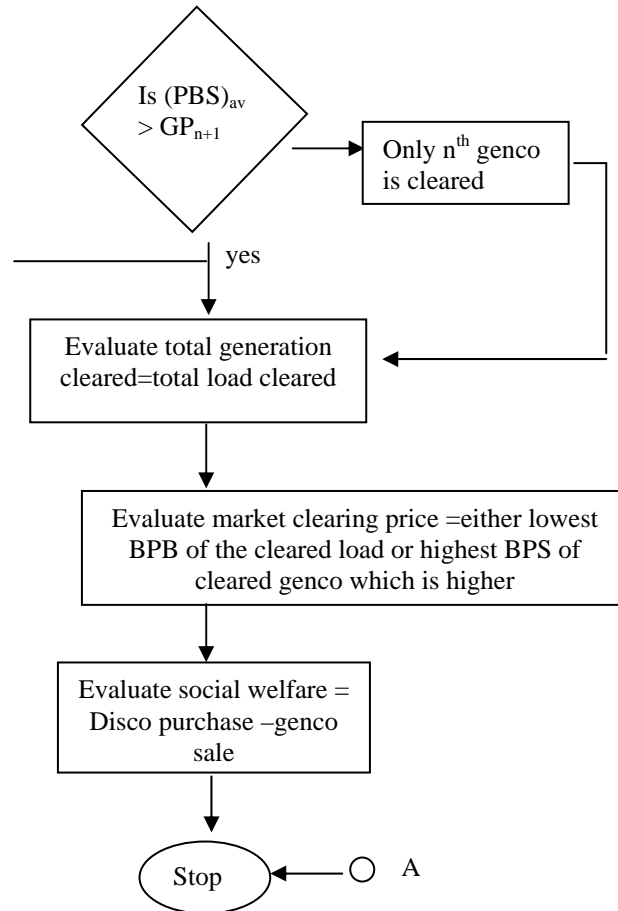 Is (PBS)av
> GPn+1
Only nth genco
is cleared
yes
Evaluate total generation
cleared=total load cleared
Evaluate market clearing price =either lowest
BPB of the cleared load or highest BPS of
cleared genco which is higher
Evaluate social welfare =
Disco purchase –genco
sale
Stop
A